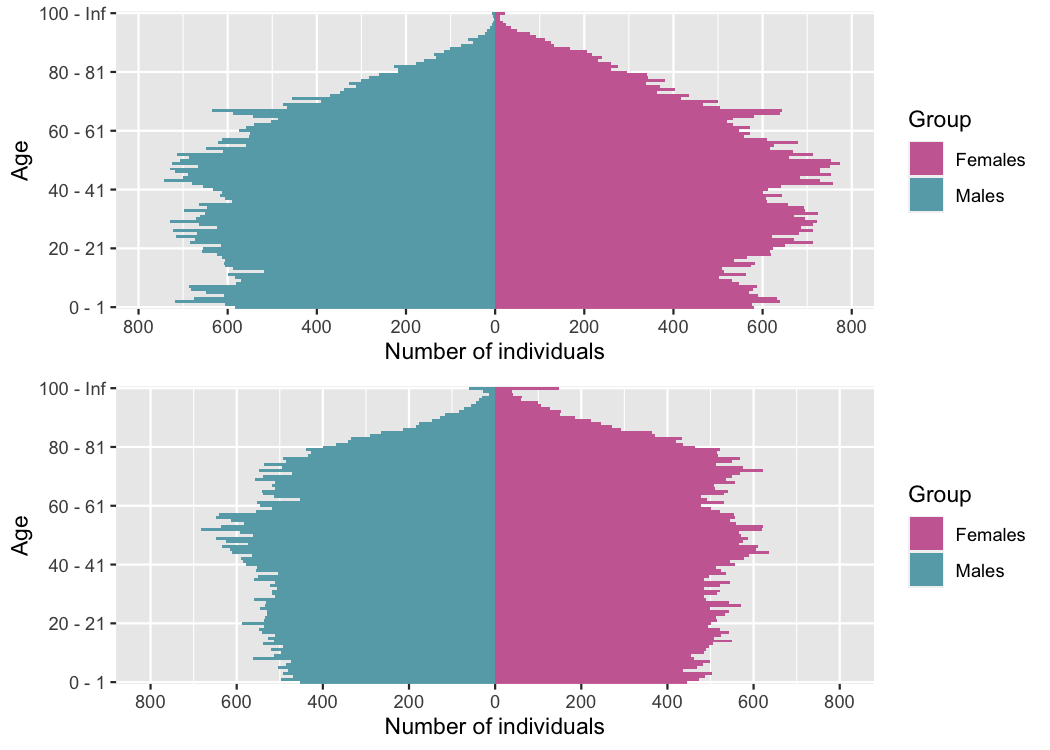 100 - Inf
80 - 81
60 - 61
40 - 41
20 - 21
0 - 1
Age
800 600 400 200 0 200 400 600 800
Number of individuals
Group
Females
Males
100 - Inf
80 - 81
60 - 61
40 - 41
20 - 21
0 - 1
Age
800 600 400 200 0 200 400 600 800
Number of individuals
Group
Females
Males